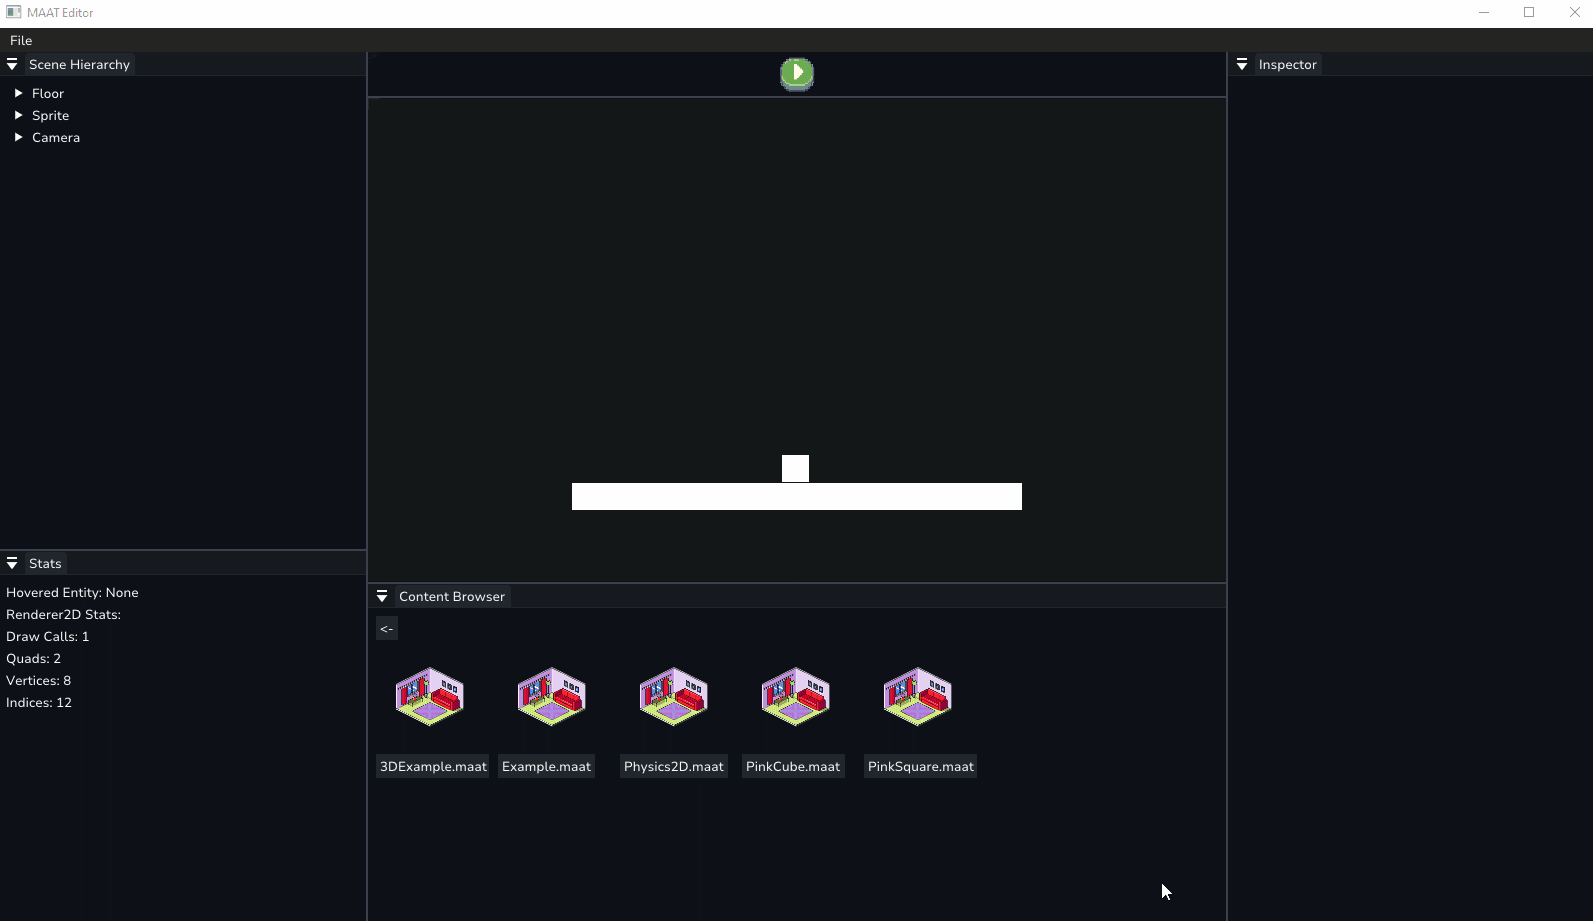 MAAT Editor
File
Scene Hierarchy
Floor
Sprite
Camera
Inspector
Stats
Hovered Entity: None
Renderer2D Stats:
Draw Calls: 1
Quads: 2
Vertices: 8
Indices: 12
Content Browser
<-
3DExample.maat
Example.maat
Physics2D.maat
PinkCube.maat
PinkSquare.maat